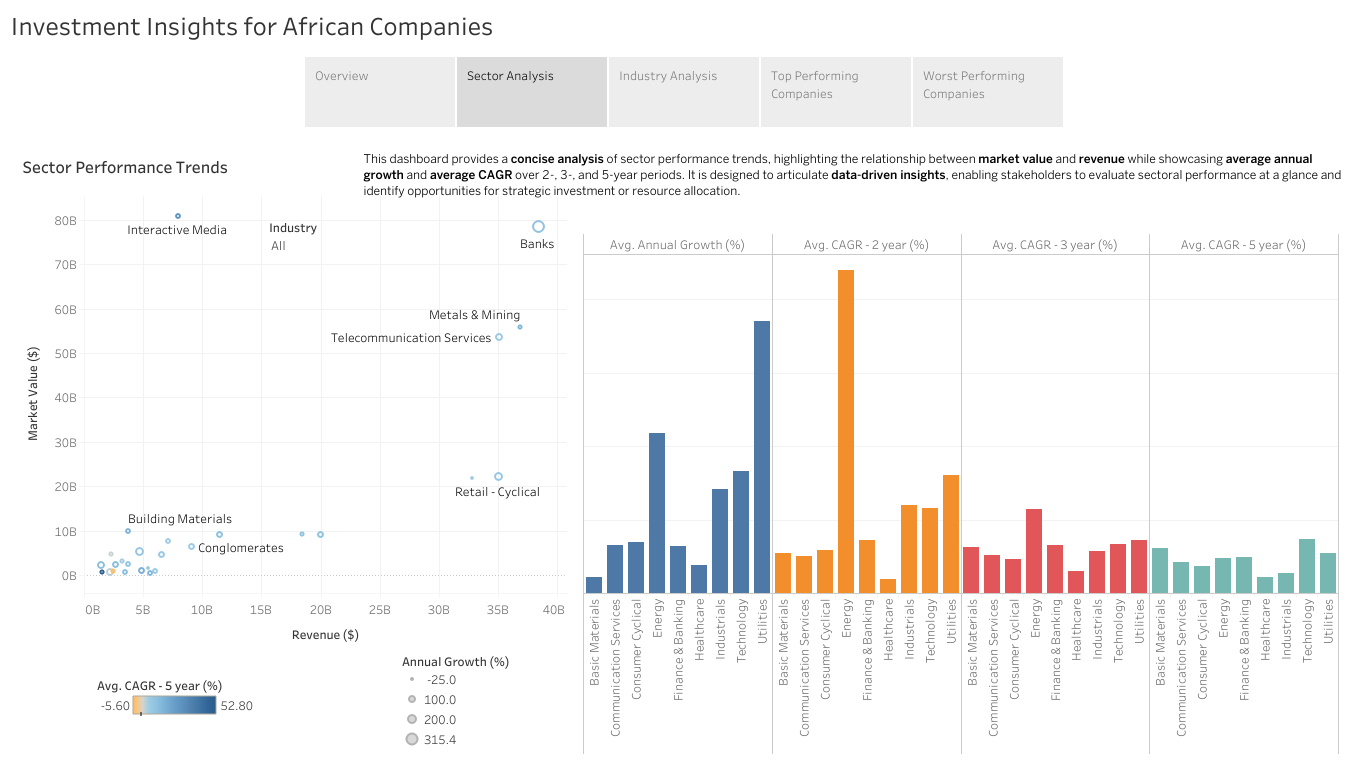 Investment Insights for African Companies
Overview
Sector Analysis
Industry Analysis
Top Performing
Companies
Worst Performing
Companies
Sector Performance Trends
This dashboard provides a concise analysis of sector performance trends, highlighting the relationship between market value and revenue while showcasing average annual
growth and average CAGR over 2-, 3-, and 5-year periods. It is designed to articulate data-driven insights, enabling stakeholders to evaluate sectoral performance at a glance and
identify opportunities for strategic investment or resource allocation.
Market Value ($)
80B
70B
60B
50B
40B
30B
20B
10B
0B
Interactive Media
Industry
All
Banks
Metals & Mining
Telecommunication Services
Retail - Cyclical
Building Materials
Conglomerates
0B
5B
10B
15B
20B
25B
30B
35B
40B
Revenue ($)
Avg. CAGR - 5 year (%)
-5.60
52.80
Annual Growth (%)
-25.0
100.0
200.0
315.4
Avg. Annual Growth (%)
Avg. CAGR - 2 year (%)
Avg. CAGR - 3 year (%)
Avg. CAGR - 5 year (%)
Basic Materials
Communication Services
Consumer Cyclical
Energy
Finance & Banking
Healthcare
Industrials
Technology
Utilities
Basic Materials
Communication Services
Consumer Cyclical
Energy
Finance & Banking
Healthcare
Industrials
Technology
Utilities
Basic Materials
Communication Services
Consumer Cyclical
Energy
Finance & Banking
Healthcare
Industrials
Technology
Utilities
Basic Materials
Communication Services
Consumer Cyclical
Energy
Finance & Banking
Healthcare
Industrials
Technology
Utilities